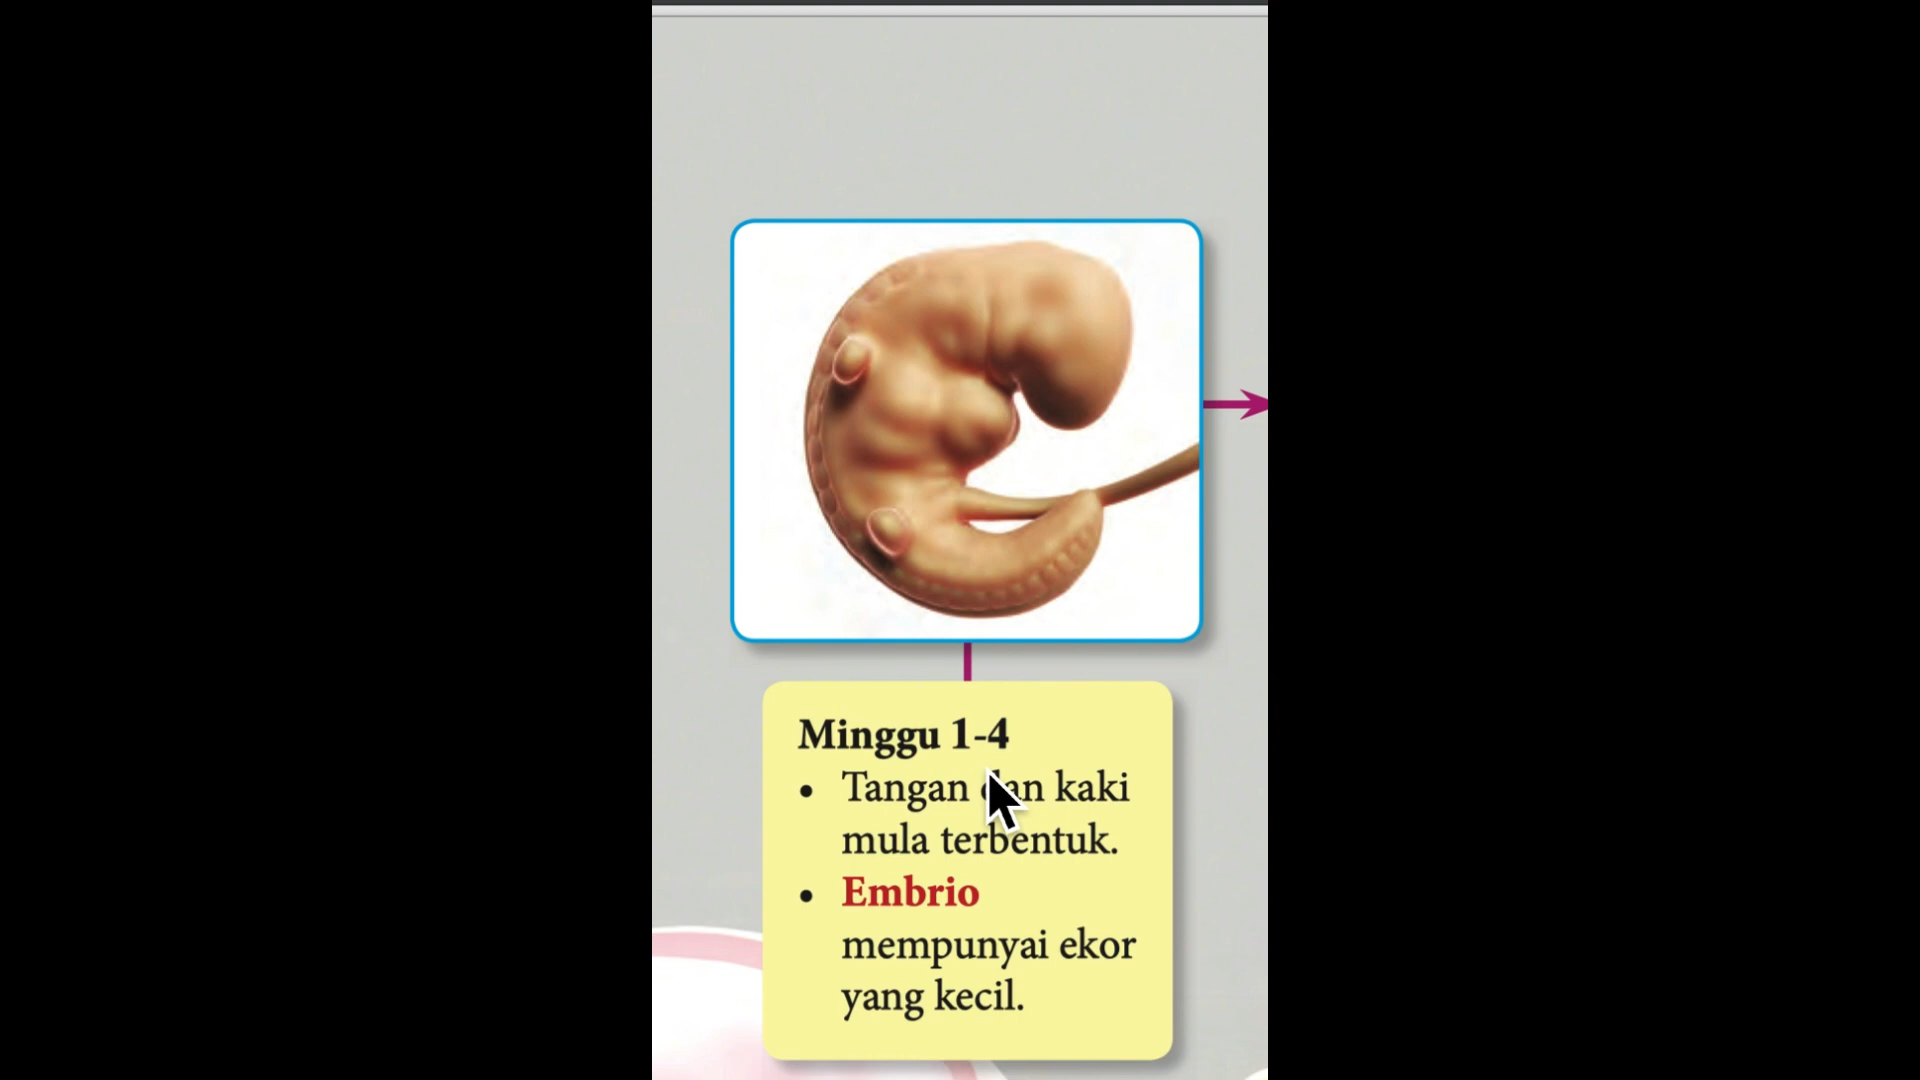 Minggu 1-4
• Tangan dan kaki
mula terbentuk.
• Embrio
mempunyai ekor
yang kecil.